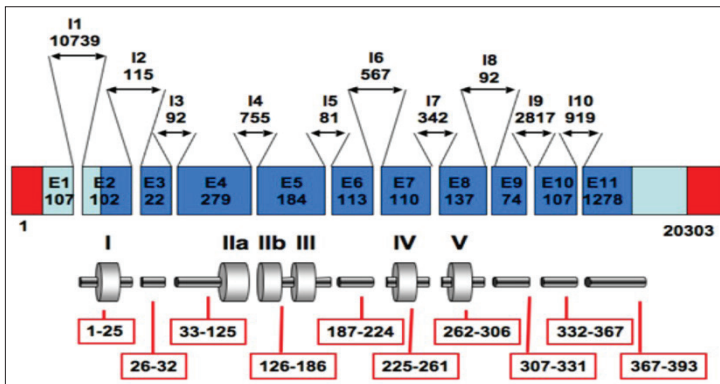 I1
10739
I2
115
I3
92
I4
755
I5
81
I6
567
I7
342
I8
92
I9
2817
I10
919
E1
107
E2
102
E3
22
E4
279
E5
184
E6
113
E7
110
E8
137
E9
74
E10
107
E11
1278
1
20303
I IIa IIb III IV V
1-25
33-125
187-224
262-306
332-367
26-32
126-186
225-261
307-331
367-393